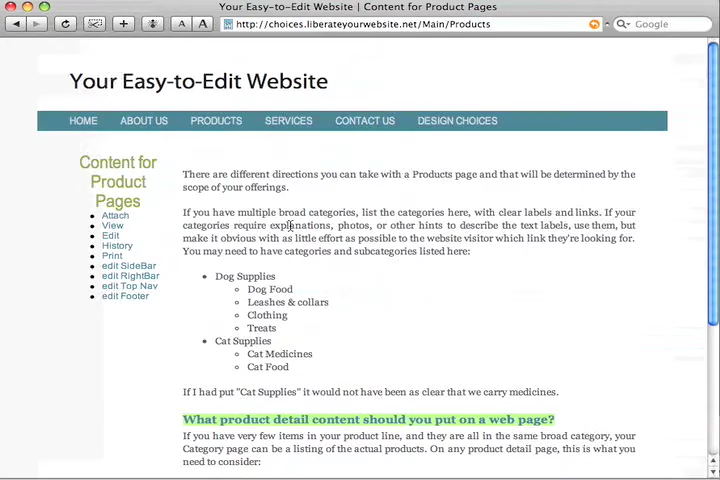 Your Easy-to-Edit Website | Content for Product Pages
http://choices.liberateyourwebsite.net/Main/Products
Google
Your Easy-to-Edit Website
HOME ABOUT US PRODUCTS SERVICES CONTACT US DESIGN CHOICES
Content for
Product
Pages
Attach
View
Edit
History
Print
edit SideBar
edit RightBar
edit Top Nav
edit Footer
There are different directions you can take with a Products page and that will be determined by the
scope of your offerings.
If you have multiple broad categories, list the categories here, with clear labels and links. If your
categories require explanations, photos, or other hints to describe the text labels, use them, but
make it obvious with as little effort as possible to the website visitor which link they're looking for.
You may need to have categories and subcategories listed here:
Dog Supplies
Dog Food
Leashes & collars
Clothing
Treats
Cat Supplies
Cat Medicines
Cat Food
If I had put "Cat Supplies" it would not have been as clear that we carry medicines.
What product detail content should you put on a web page?
If you have very few items in your product line, and they are all in the same broad category, your
Category page can be a listing of the actual products. On any product detail page, this is what you
need to consider: